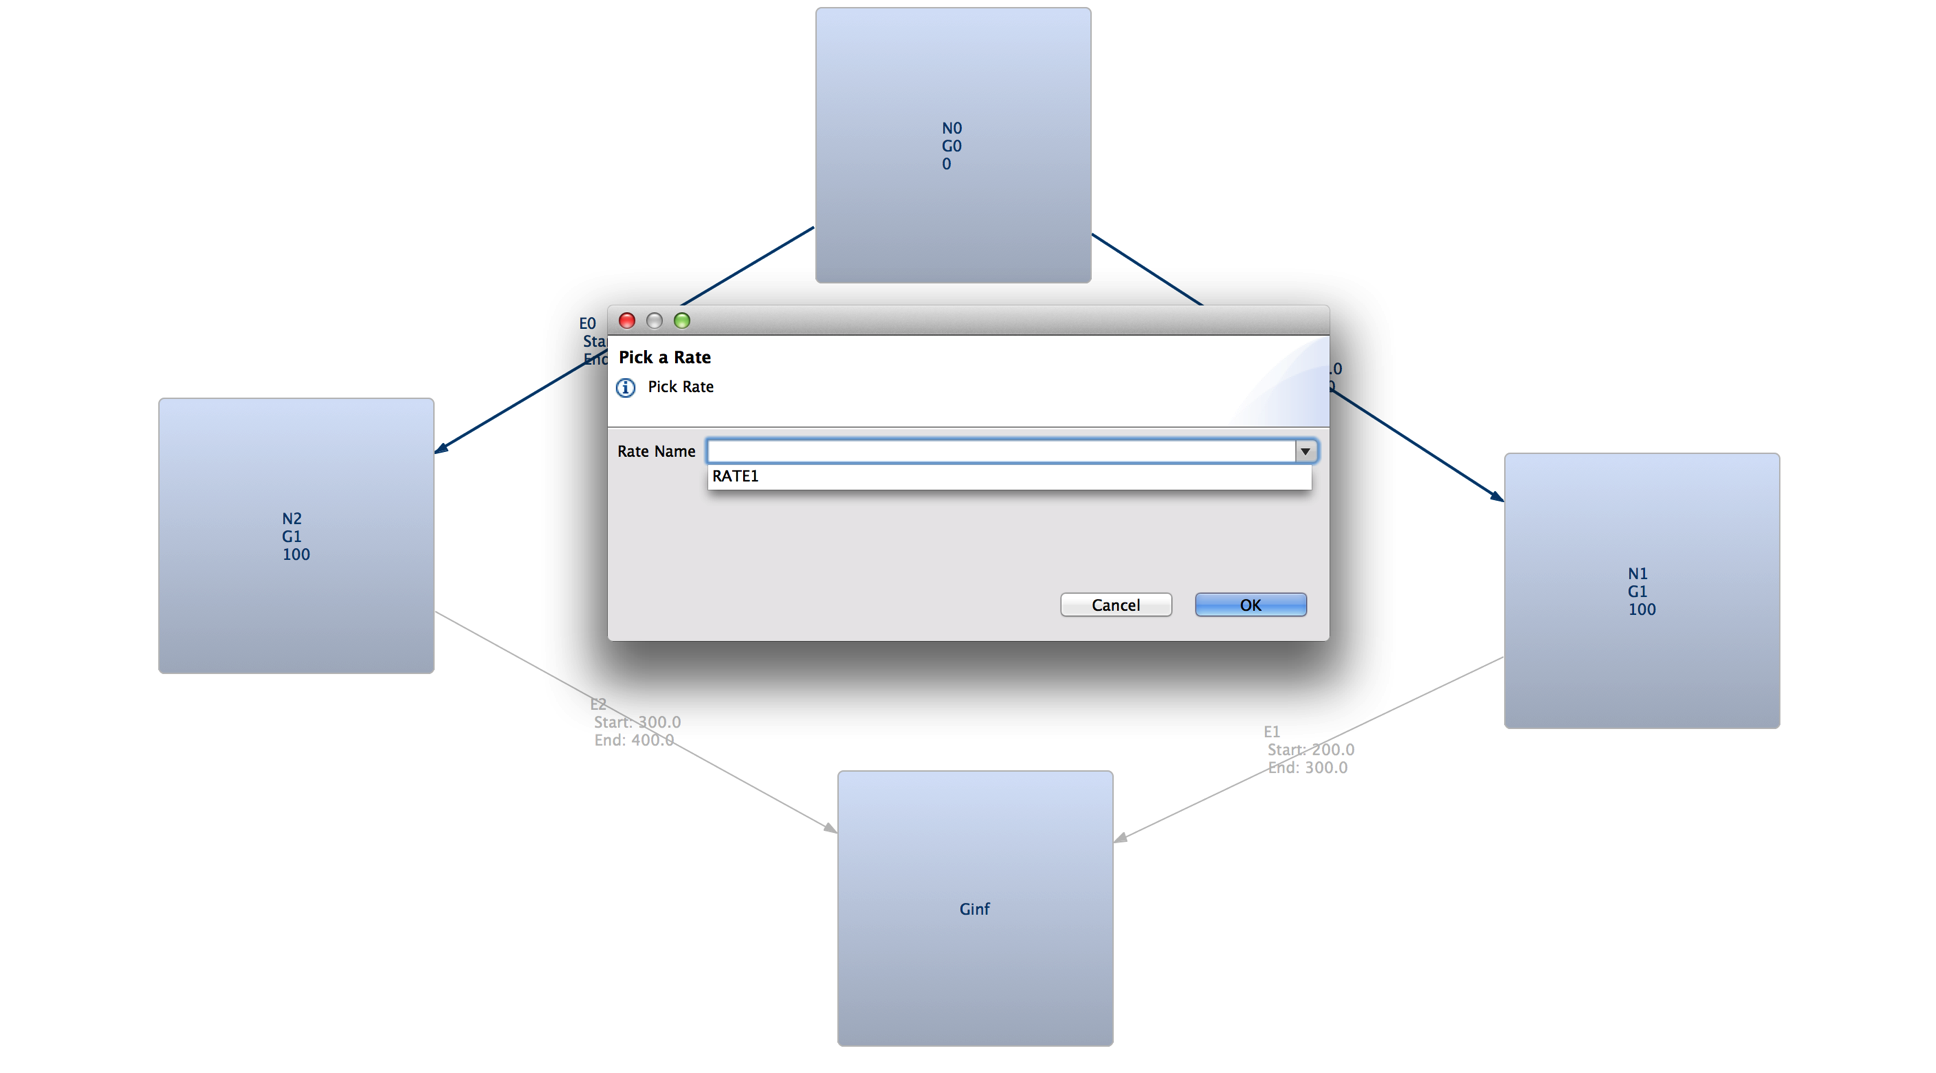 N0
G0
0
E0
Pick a Rate
Pick Rate
Rate Name
RATE1
Cancel
OK
N2
G1
100
N1
G1
100
E2
Start: 300.0
End: 400.0
E1
Start: 200.0
End: 300.0
Ginf